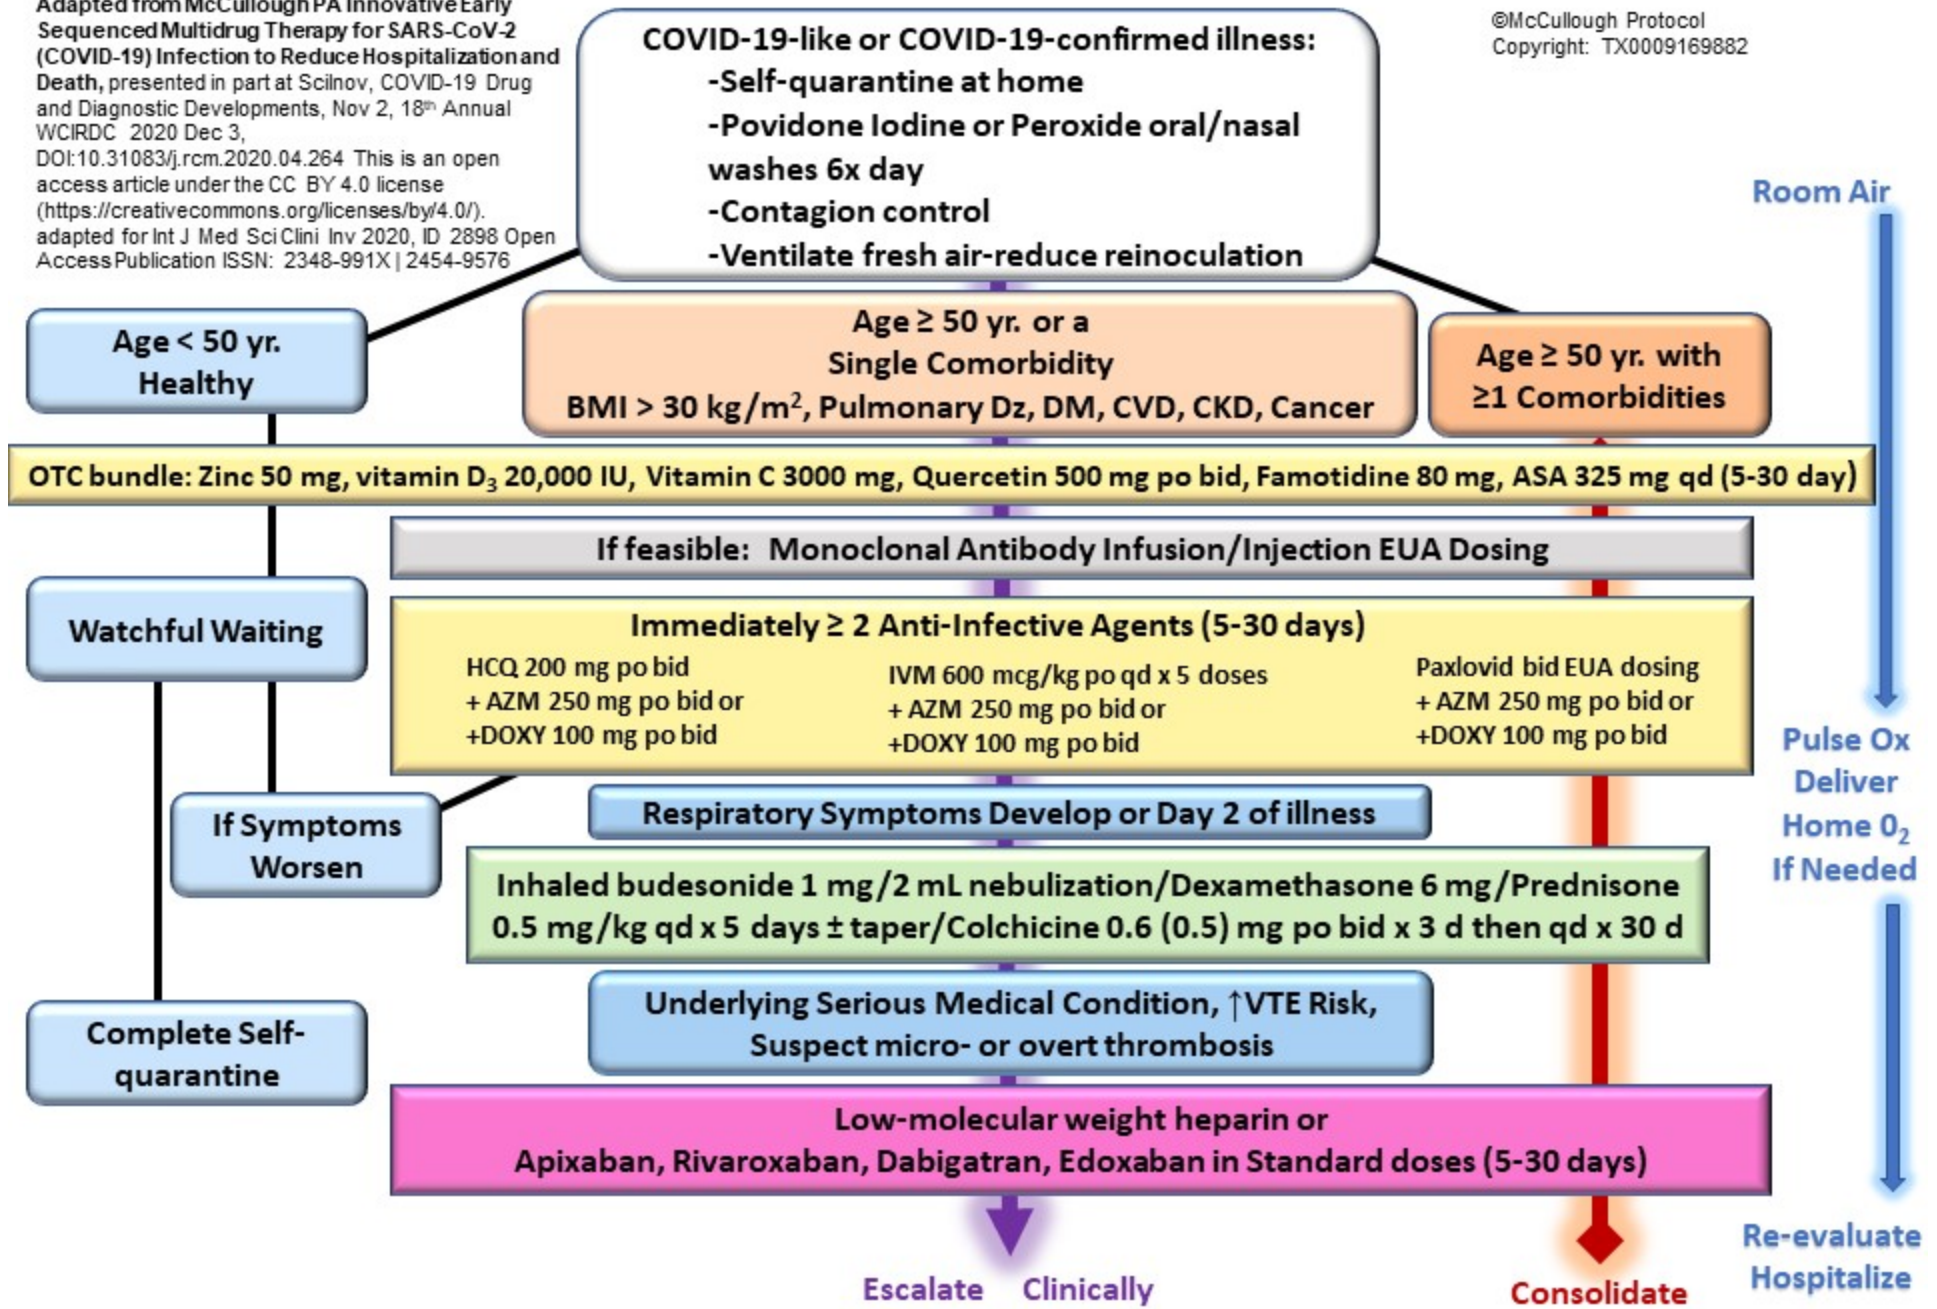 Adapted from McCullough PA Innovative Early
Sequenced Multidrug Therapy for SARS-CoV-2
(COVID-19) Infection to Reduce Hospitalization and
Death, presented in part at SciInov, COVID-19 Drug
and Diagnostic Developments, Nov 2, 18th Annual
WCIRDC 2020 Dec 3,
DOI:10.31083/j.rcm.2020.04.264 This is an open
access article under the CC BY 4.0 license
(https://creativecommons.org/licenses/by/4.0/).
adapted for Int J Med Sci Clini Inv 2020, ID 2898 Open
Access Publication ISSN: 2348-991X | 2454-9576
COVID-19-like or COVID-19-confirmed illness:
-Self-quarantine at home
-Povidone Iodine or Peroxide oral/nasal
washes 6x day
-Contagion control
-Ventilate fresh air-reduce reinoculation
©McCullough Protocol
Copyright: TX0009169882
Room Air
Age < 50 yr.
Healthy
Age ≥ 50 yr. or a
Single Comorbidity
BMI > 30 kg/m², Pulmonary Dz, DM, CVD, CKD, Cancer
Age ≥ 50 yr. with
≥1 Comorbidities
OTC bundle: Zinc 50 mg, vitamin D₃ 20,000 IU, Vitamin C 3000 mg, Quercetin 500 mg po bid, Famotidine 80 mg, ASA 325 mg qd (5-30 day)
If feasible: Monoclonal Antibody Infusion/Injection EUA Dosing
Watchful Waiting
Immediately ≥ 2 Anti-Infective Agents (5-30 days)
HCQ 200 mg po bid
+ AZM 250 mg po bid or
+DOXY 100 mg po bid
IVM 600 mcg/kg po qd x 5 doses
+ AZM 250 mg po bid or
+DOXY 100 mg po bid
Paxlovid bid EUA dosing
+ AZM 250 mg po bid or
+DOXY 100 mg po bid
Pulse Ox
Deliver
Home 0₂
If Needed
If Symptoms
Worsen
Respiratory Symptoms Develop or Day 2 of illness
Inhaled budesonide 1 mg/2 mL nebulization/Dexamethasone 6 mg/Prednisone
0.5 mg/kg qd x 5 days ± taper/Colchicine 0.6 (0.5) mg po bid x 3 d then qd x 30 d
Underlying Serious Medical Condition, ↑VTE Risk,
Suspect micro- or overt thrombosis
Complete Self-
quarantine
Low-molecular weight heparin or
Apixaban, Rivaroxaban, Dabigatran, Edoxaban in Standard doses (5-30 days)
Escalate Clinically
Consolidate
Re-evaluate
Hospitalize